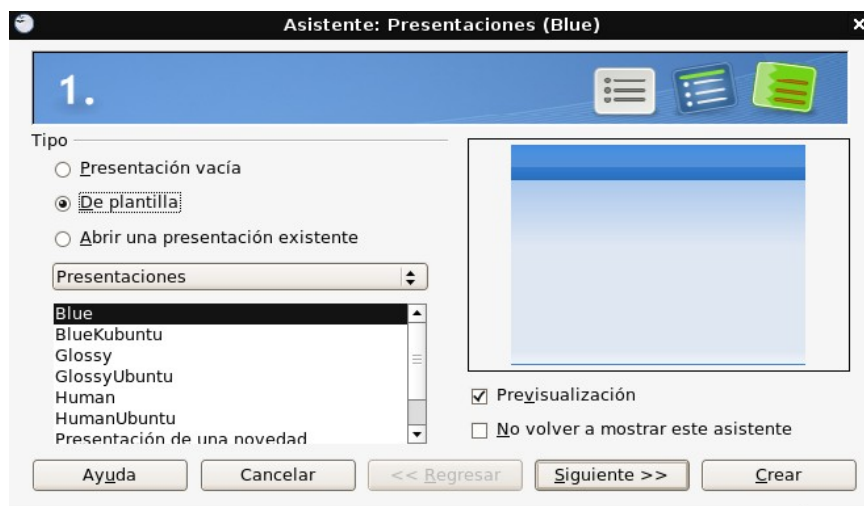 Asistente: Presentaciones (Blue)
1.
Tipo
Presentación vacía
De plantilla
Abrir una presentación existente
Presentaciones
Blue
BlueKubuntu
Glossy
GlossyUbuntu
Human
HumanUbuntu
Presentación de una novedad
Previsualización
No volver a mostrar este asistente
Ayuda Cancelar << Regresar Siguiente >> Crear